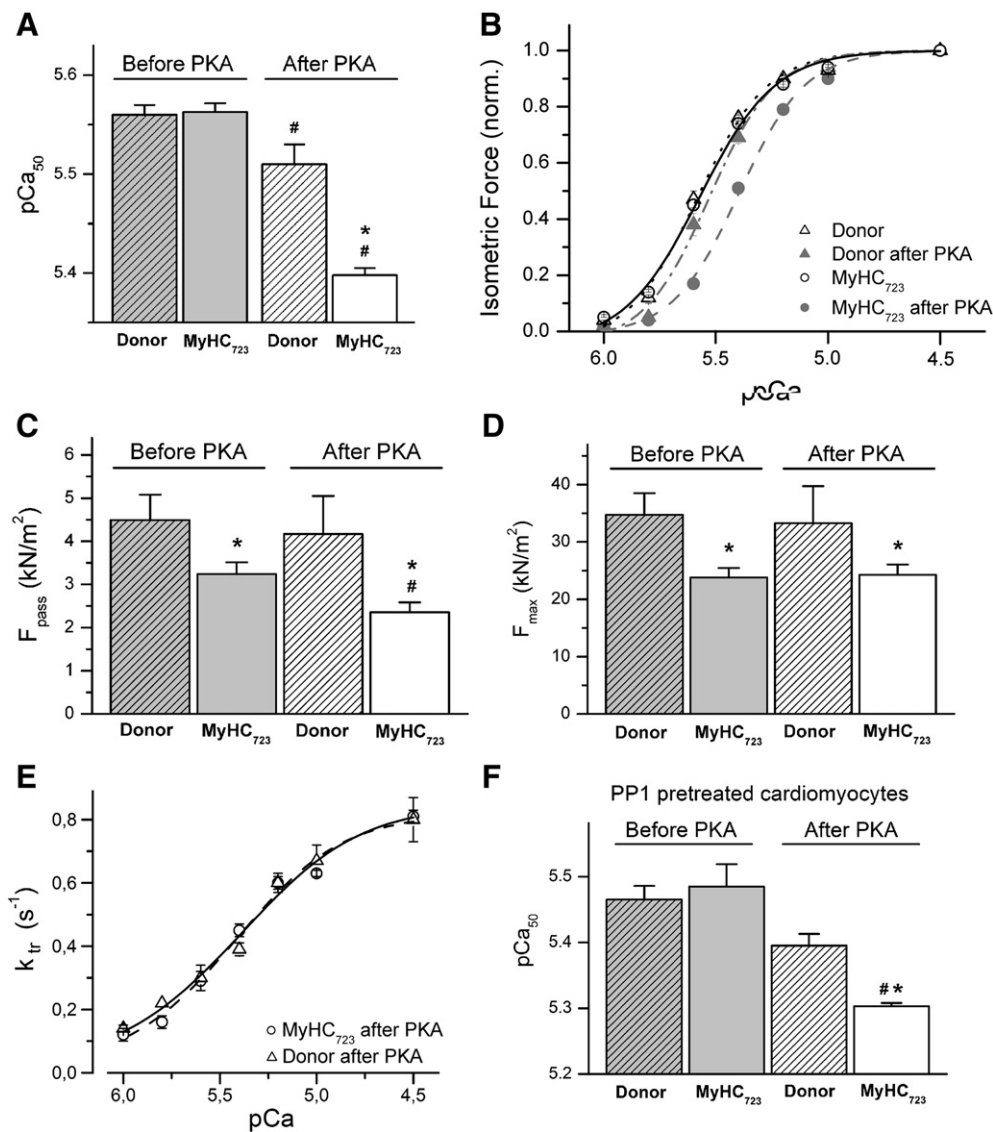 A
Before PKA After PKA
5.6
5.5
5.4
pCa50
#
*
#
Donor MyHC723 Donor MyHC723
B
1.0
0.8
0.6
0.4
0.2
0.0
Isometric Force (norm.)
Donor
Donor after PKA
MyHC723
MyHC723 after PKA
6.0 5.5 5.0 4.5
C
Before PKA After PKA
6
5
4
3
2
1
0
Fpass (kN/m²)
*
*
#
Donor MyHC723 Donor MyHC723
D
Before PKA After PKA
40
30
20
10
0
Fmax (kN/m²)
*
*
Donor MyHC723 Donor MyHC723
E
0,8
0,6
0,4
0,2
0,0
ktr (s⁻¹)
MyHC723 after PKA
Donor after PKA
6,0 5,5 5,0 4,5
pCa
F
PP1 pretreated cardiomyocytes
Before PKA After PKA
5.5
5.4
5.3
5.2
pCa50
#*
Donor MyHC723 Donor MyHC723